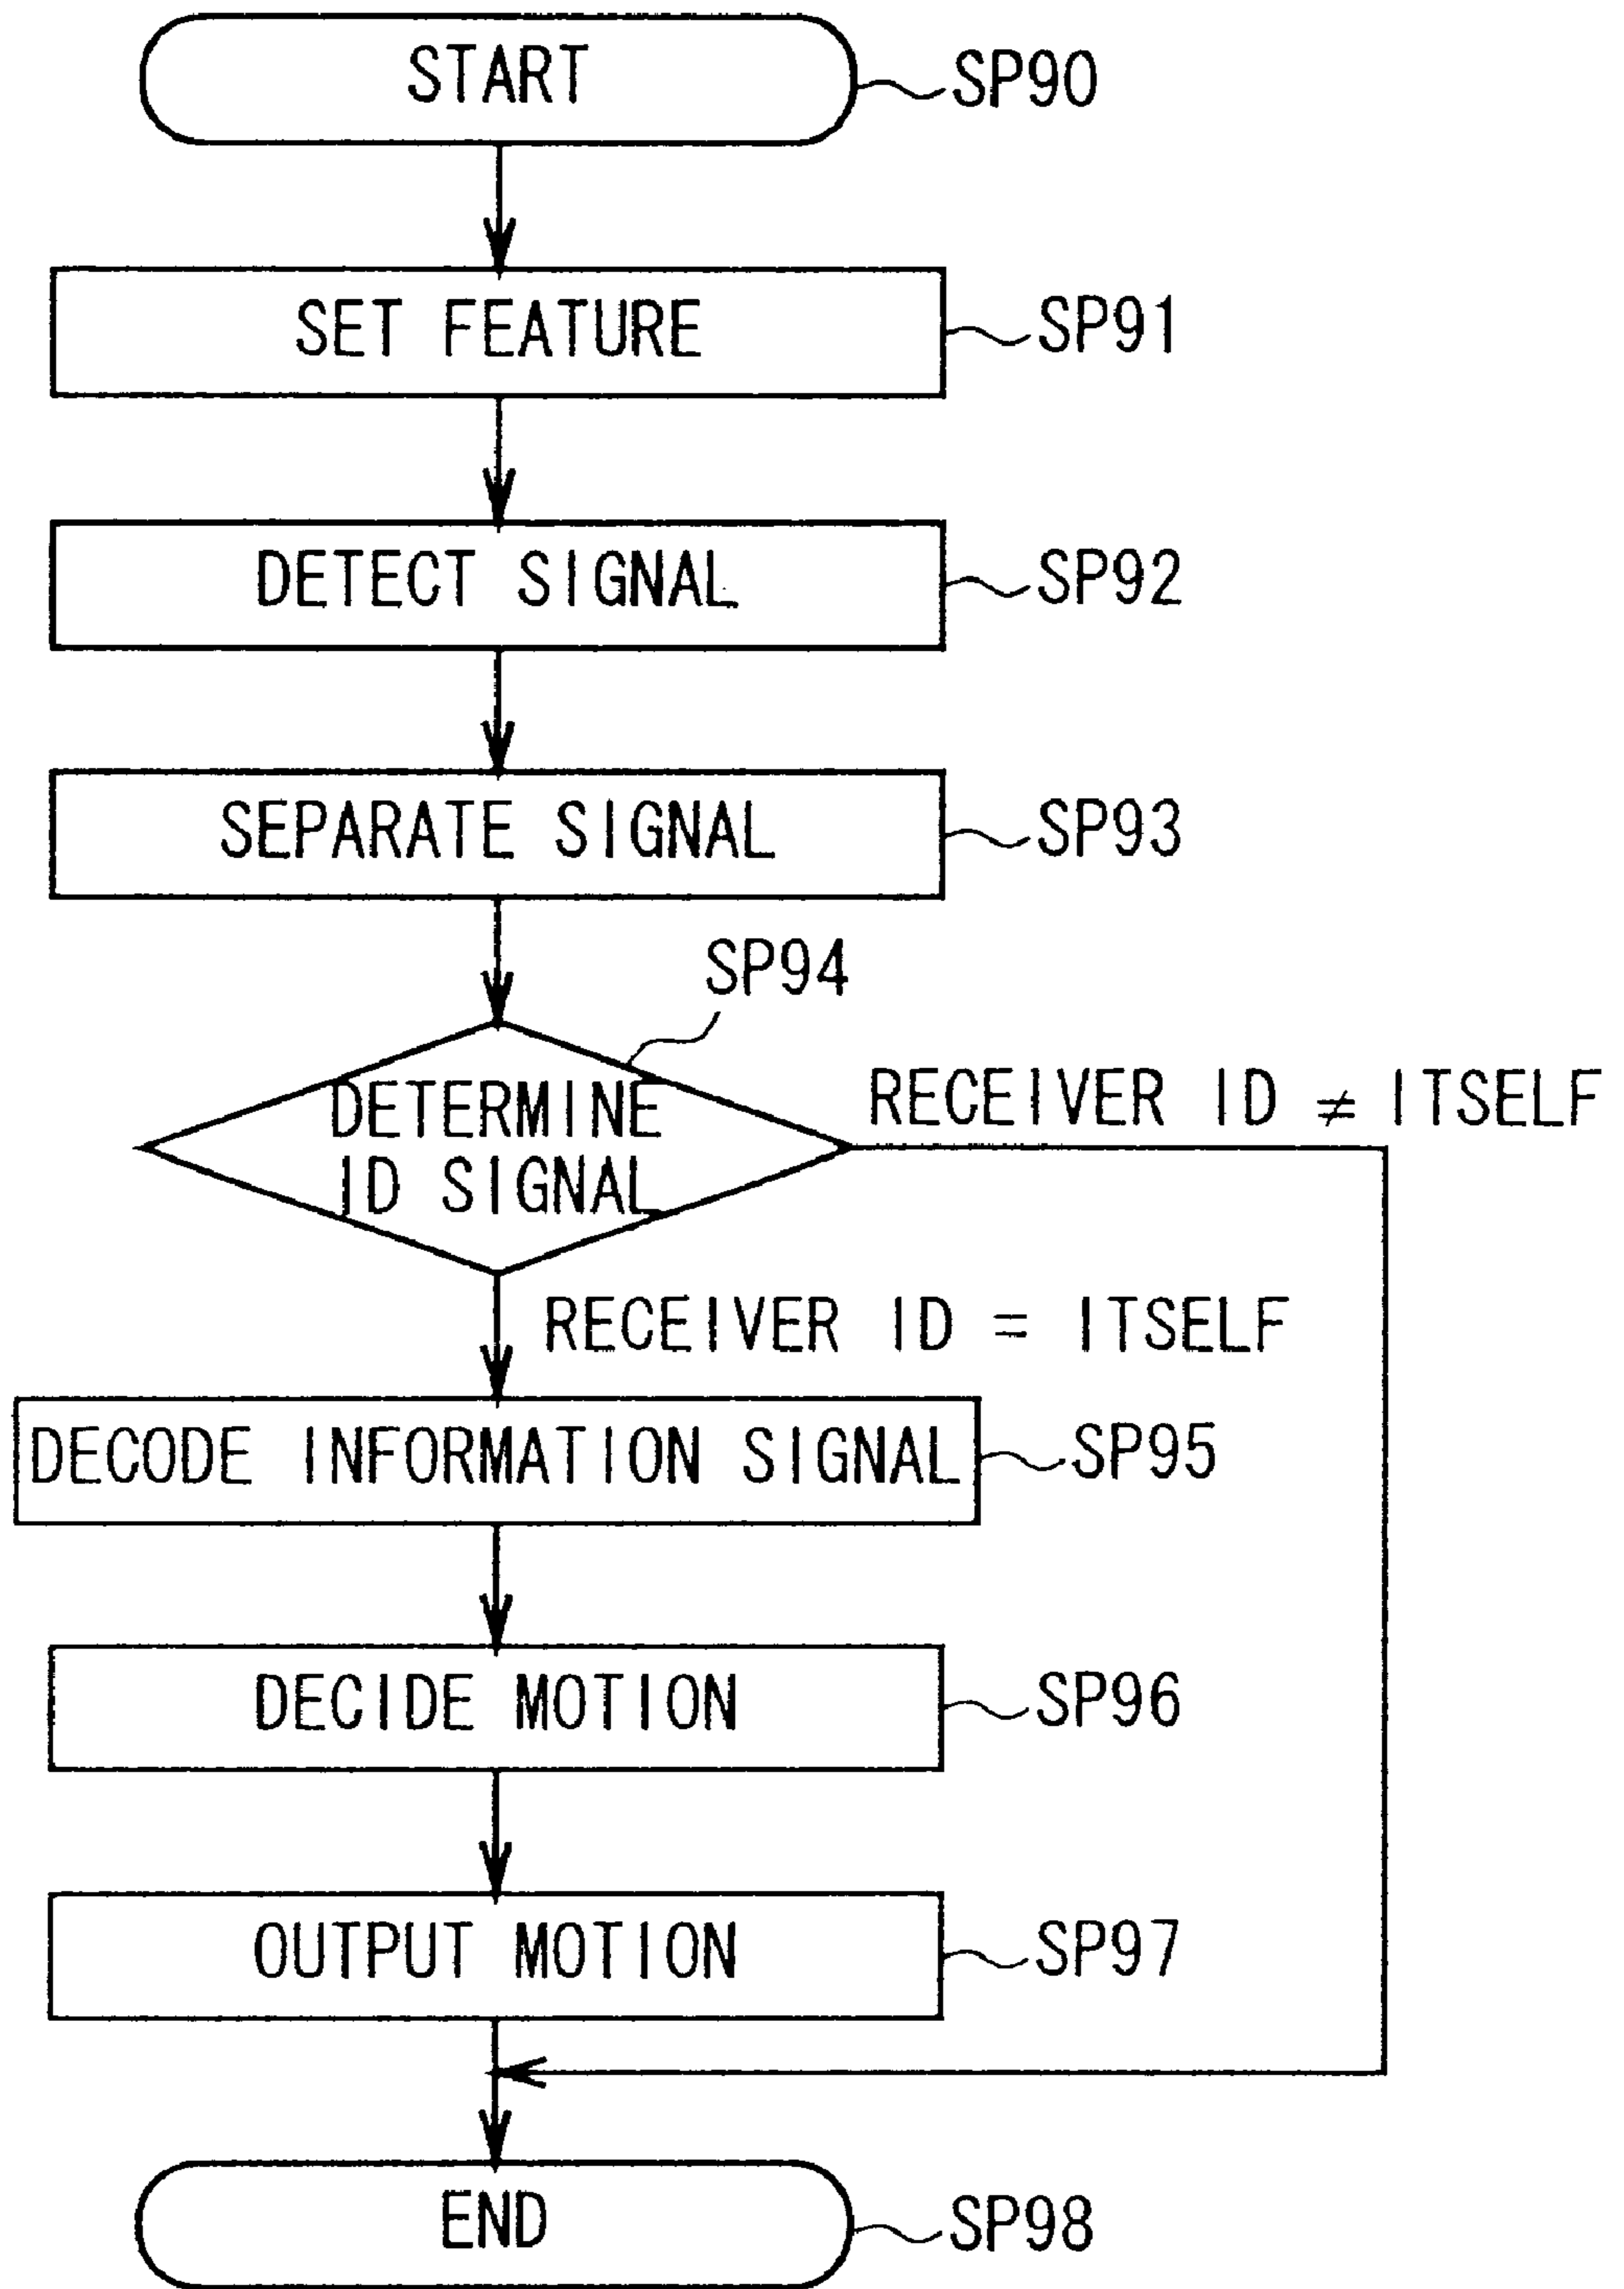 START
SP90
SET FEATURE
SP91
DETECT SIGNAL
SP92
SEPARATE SIGNAL
SP93
SP94
DETERMINE
ID SIGNAL
RECEIVER ID ≠ ITSELF
RECEIVER ID = ITSELF
DECODE INFORMATION SIGNAL
SP95
DECIDE MOTION
SP96
OUTPUT MOTION
SP97
END
SP98